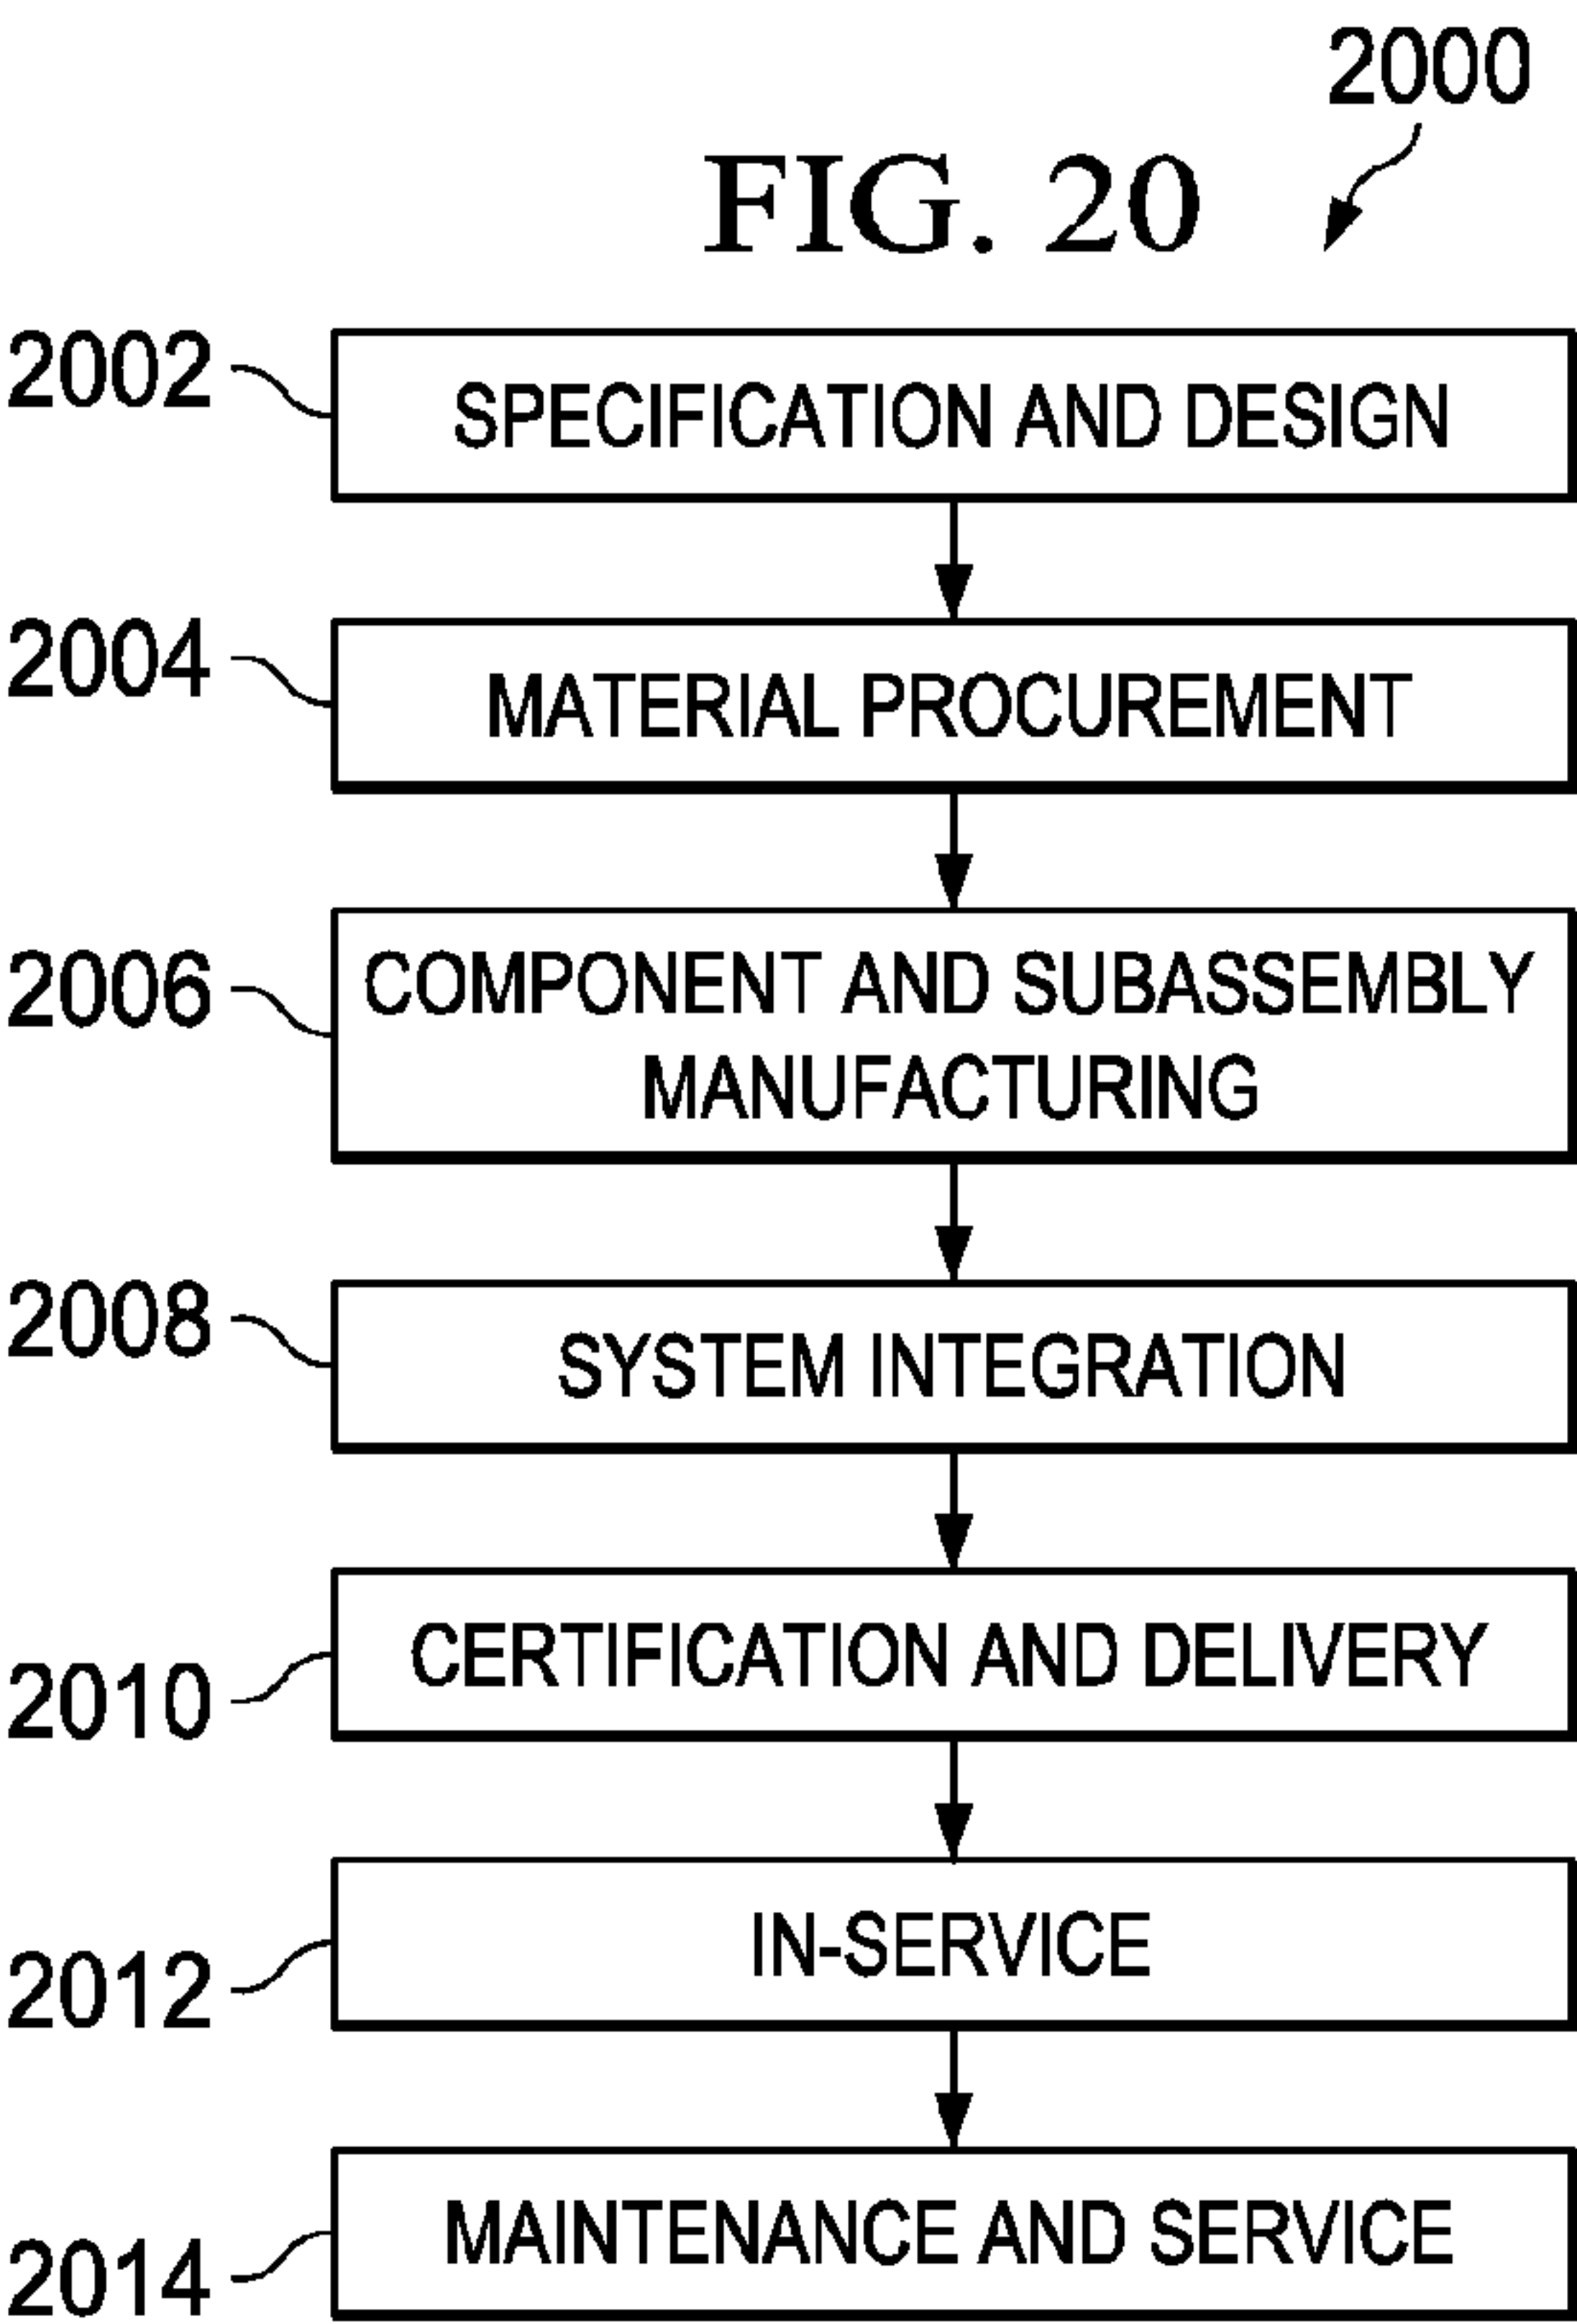 2000
FIG. 20
2002
SPECIFICATION AND DESIGN
2004
MATERIAL PROCUREMENT
2006
COMPONENT AND SUBASSEMBLY
MANUFACTURING
2008
SYSTEM INTEGRATION
2010
CERTIFICATION AND DELIVERY
2012
IN-SERVICE
2014
MAINTENANCE AND SERVICE